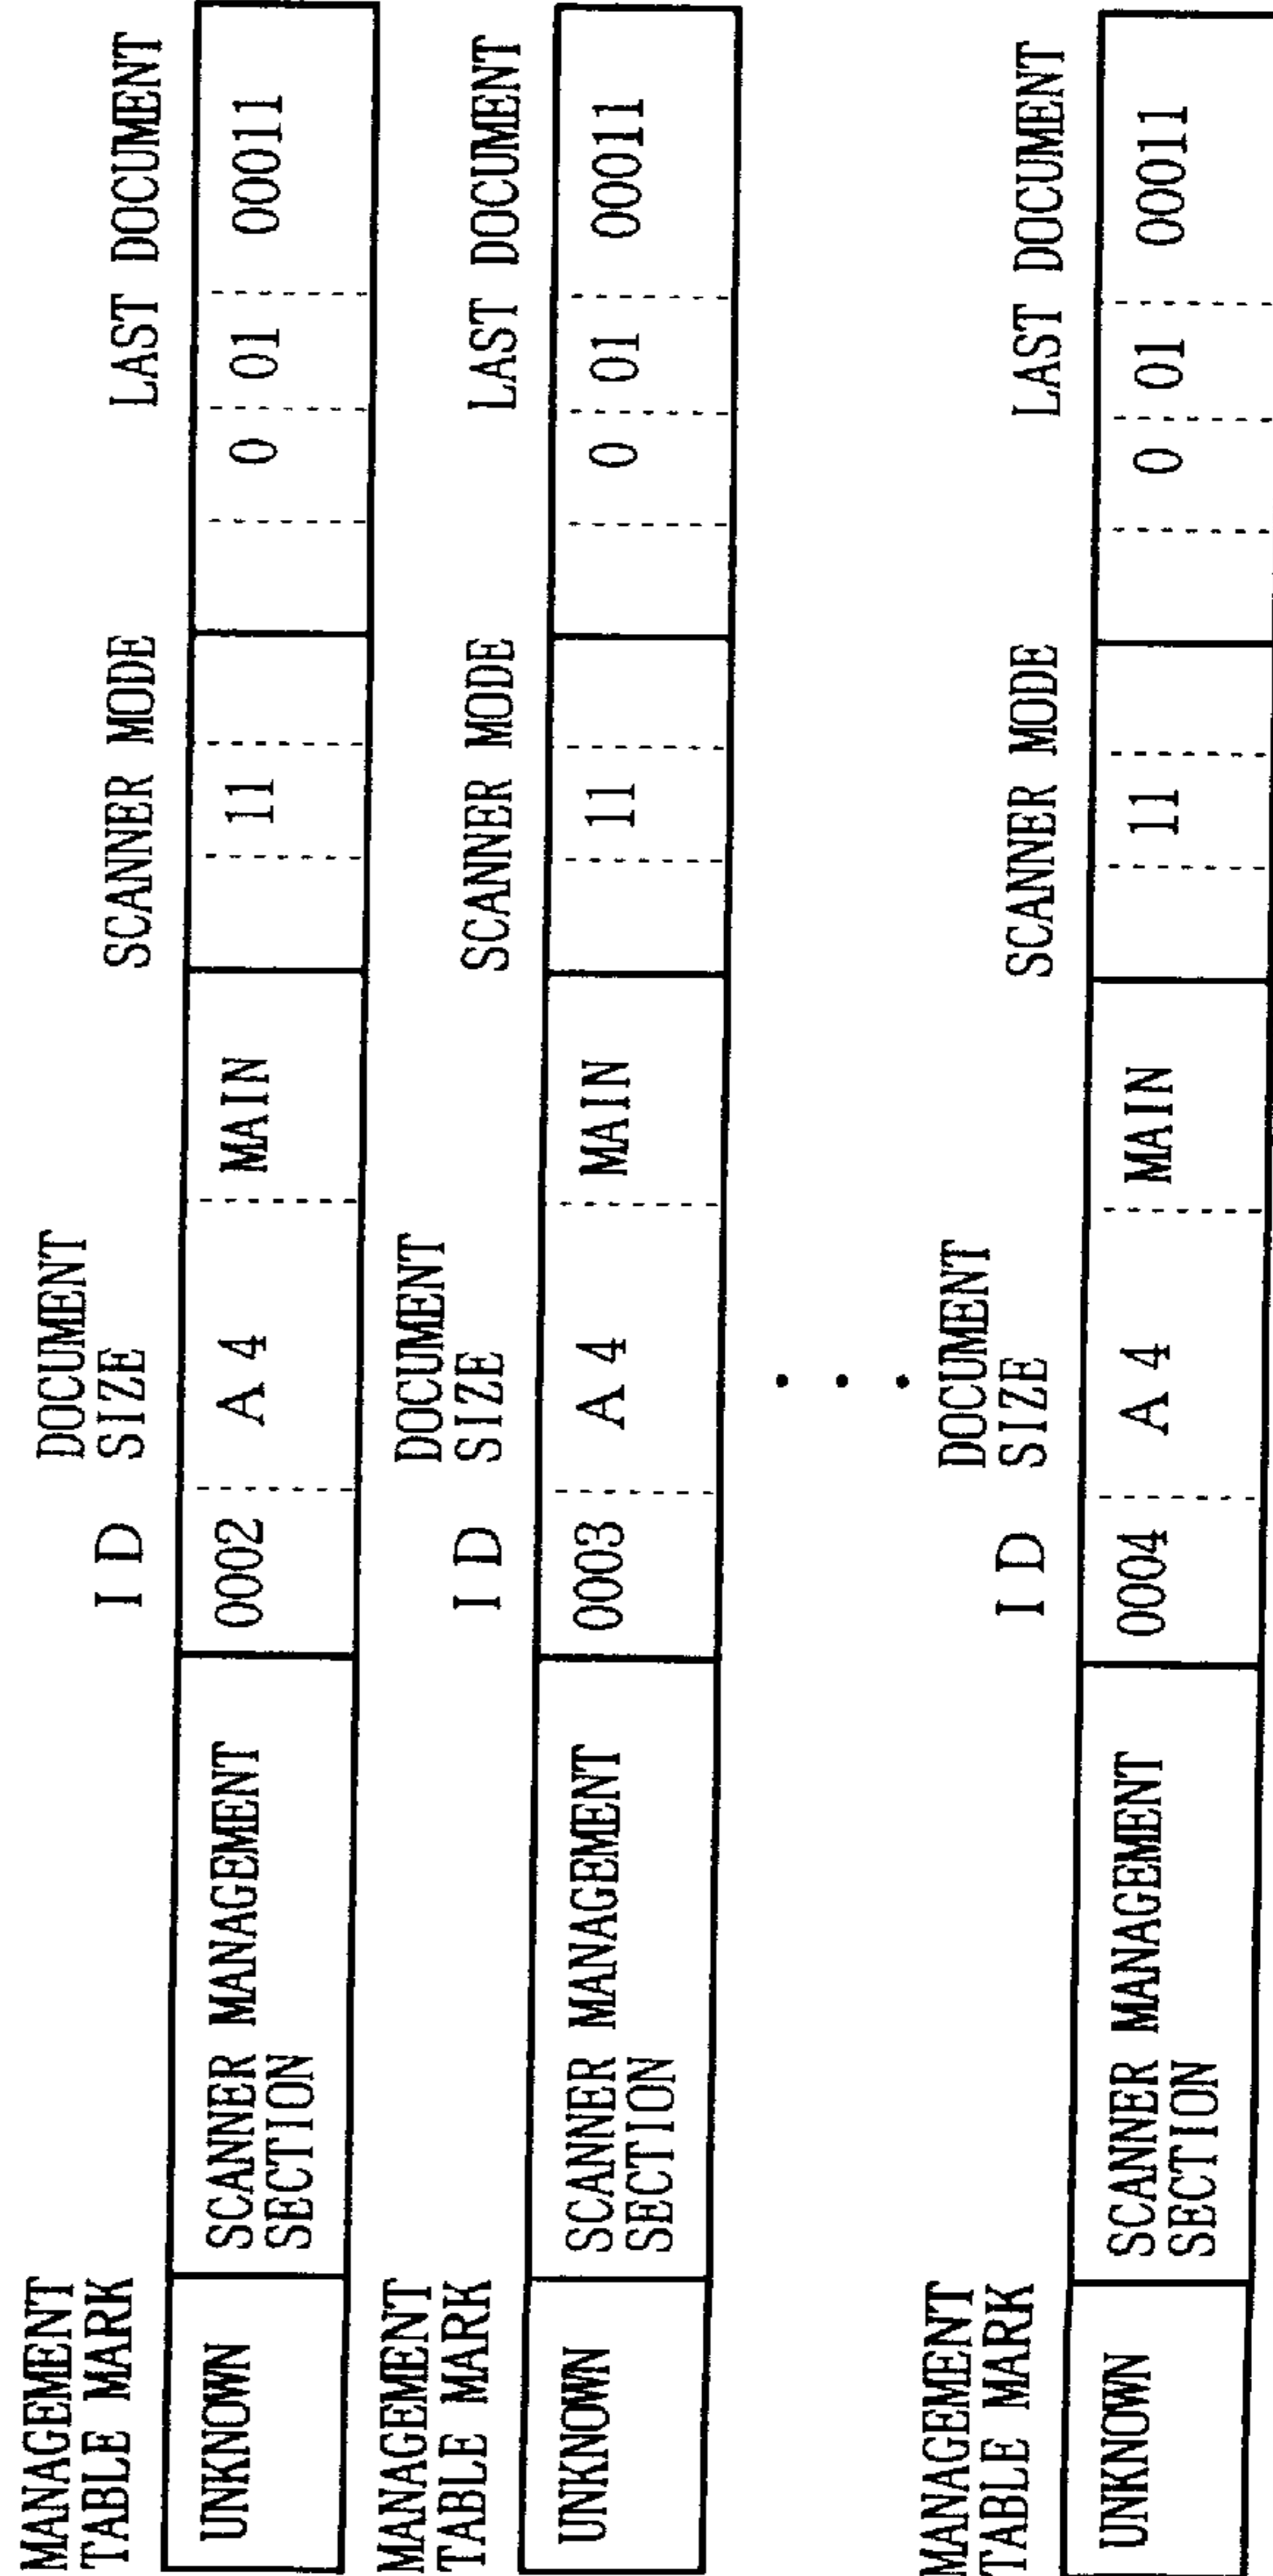 MANAGEMENT
TABLE MARK
I D
DOCUMENT
SIZE
SCANNER MODE
LAST DOCUMENT
UNKNOWN
SCANNER MANAGEMENT
SECTION
0002
A 4
MAIN
11
0
01
00011
MANAGEMENT
TABLE MARK
I D
DOCUMENT
SIZE
SCANNER MODE
LAST DOCUMENT
UNKNOWN
SCANNER MANAGEMENT
SECTION
0003
A 4
MAIN
11
0
01
00011
MANAGEMENT
TABLE MARK
I D
DOCUMENT
SIZE
SCANNER MODE
LAST DOCUMENT
UNKNOWN
SCANNER MANAGEMENT
SECTION
0004
A 4
MAIN
11
0
01
00011